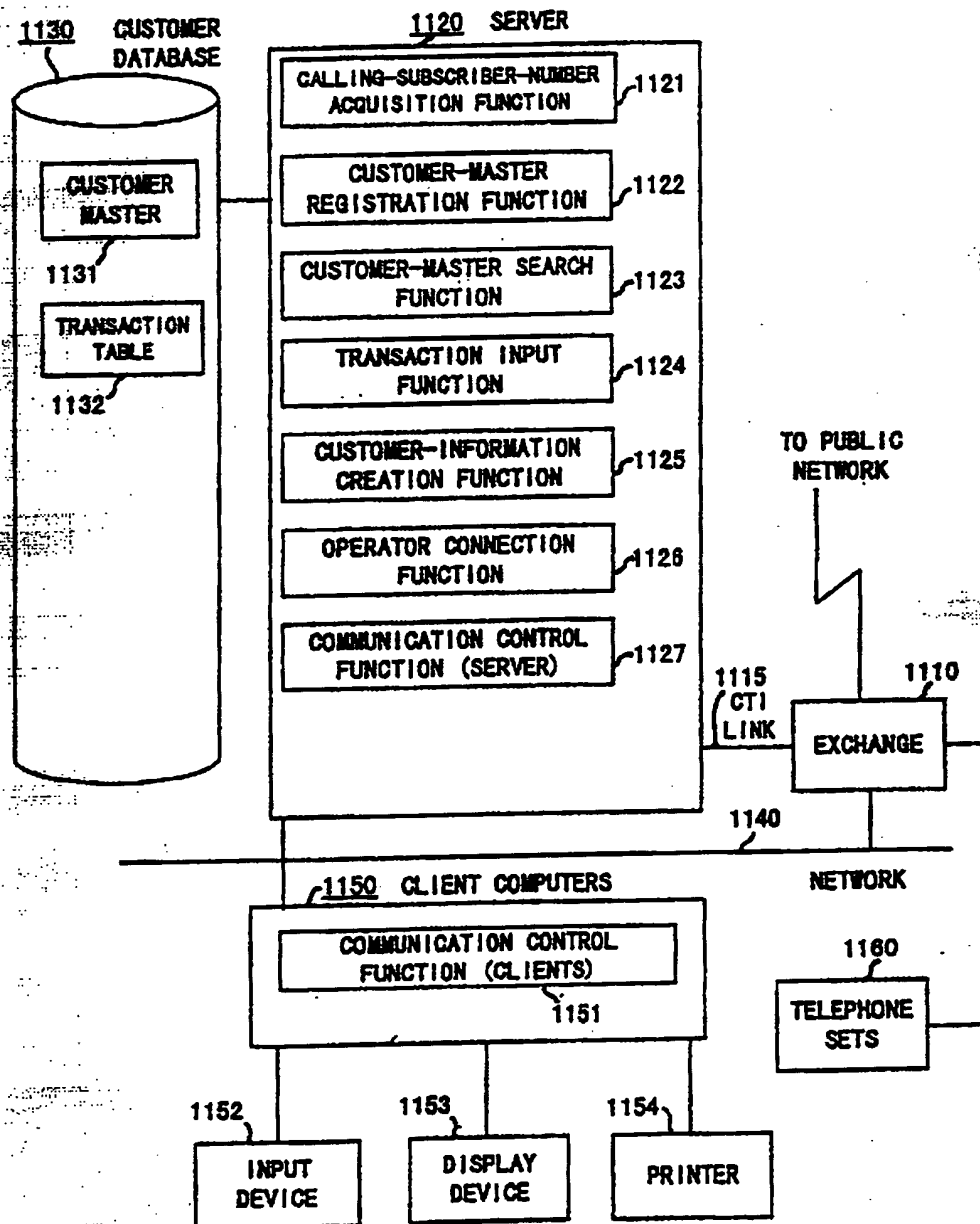 1130 CUSTOMER
DATABASE
CUSTOMER
MASTER
1131
TRANSACTION
TABLE
1132
1120 SERVER
CALLING-SUBSCRIBER-NUMBER
ACQUISITION FUNCTION
1121
CUSTOMER-MASTER
REGISTRATION FUNCTION
1122
CUSTOMER-MASTER SEARCH
FUNCTION
1123
TRANSACTION INPUT
FUNCTION
1124
CUSTOMER-INFORMATION
CREATION FUNCTION
1125
OPERATOR CONNECTION
FUNCTION
1126
COMMUNICATION CONTROL
FUNCTION (SERVER)
1127
TO PUBLIC
NETWORK
1115
CTI
LINK
1110
EXCHANGE
1140
NETWORK
1150 CLIENT COMPUTERS
COMMUNICATION CONTROL
FUNCTION (CLIENTS)
1151
1160
TELEPHONE
SETS
1152
INPUT
DEVICE
1153
DISPLAY
DEVICE
1154
PRINTER